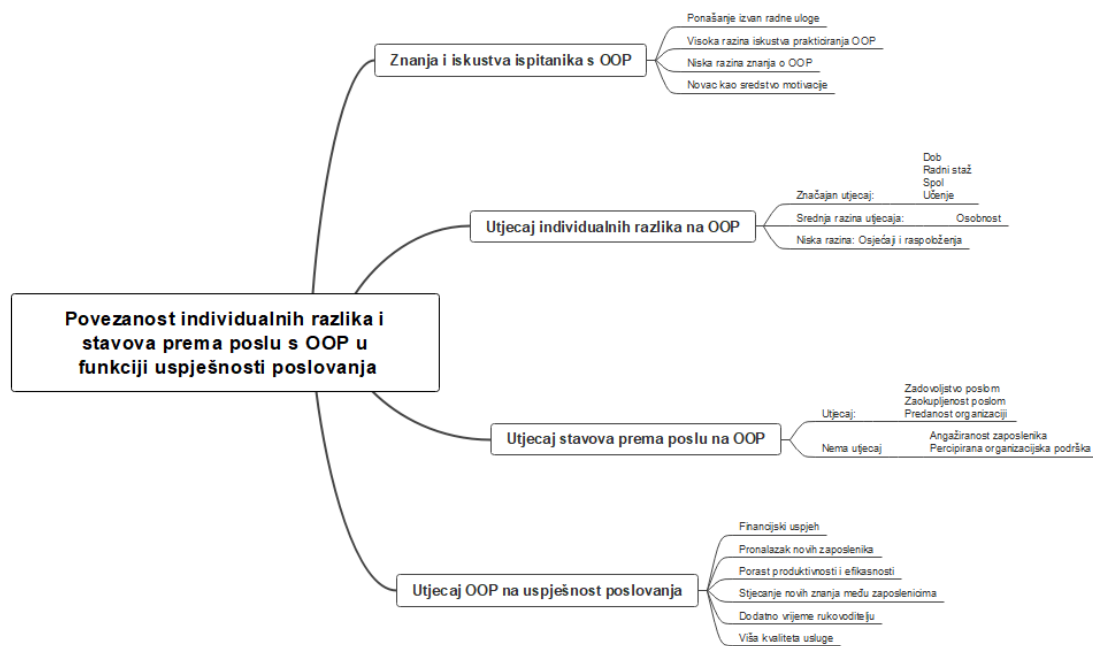 Povezanost individualnih razlika i
stavova prema poslu s OOP u
funkciji uspješnosti poslovanja
Znanja i iskustva ispitanika s OOP
Ponašanje izvan radne uloge
Visoka razina iskustva prakticiranja OOP
Niska razina znanja o OOP
Novac kao sredstvo motivacije
Utjecaj individualnih razlika na OOP
Značajan utjecaj:
Dob
Radni staž
Spol
Učenje
Srednja razina utjecaja:
Osobnost
Niska razina: Osjećaji i raspoloženja
Utjecaj stavova prema poslu na OOP
Utjecaj:
Zadovoljstvo poslom
Zaokupljenost poslom
Predanost organizaciji
Nema utjecaj
Angažiranost zaposlenika
Percipirana organizacijska podrška
Utjecaj OOP na uspješnost poslovanja
Financijski uspjeh
Pronalazak novih zaposlenika
Porast produktivnosti i efikasnosti
Stjecanje novih znanja među zaposlenicima
Dodatno vrijeme rukovoditelju
Viša kvaliteta usluge